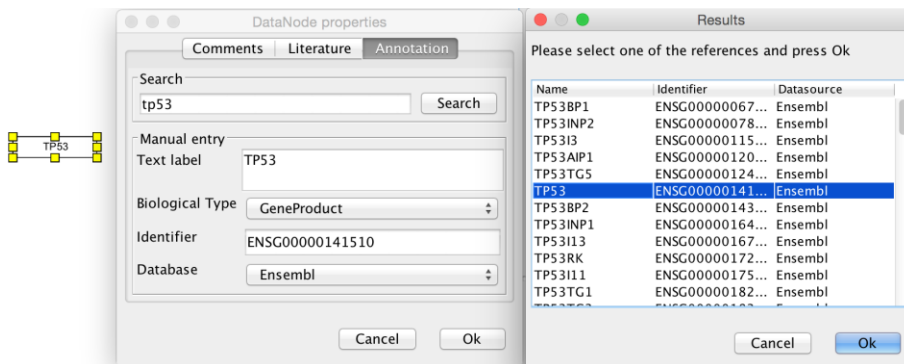 TP53
DataNode properties
Comments Literature Annotation
Search
tp53 Search
Manual entry
Text label TP53
Biological Type GeneProduct
Identifier ENSG00000141510
Database Ensembl
Cancel Ok
Results
Please select one of the references and press Ok
Name Identifier Datasource
TP53BP1 ENSG00000067... Ensembl
TP53INP2 ENSG00000078... Ensembl
TP53I3 ENSG00000115... Ensembl
TP53AIP1 ENSG00000120... Ensembl
TP53TG5 ENSG00000124... Ensembl
TP53 ENSG00000141... Ensembl
TP53BP2 ENSG00000143... Ensembl
TP53INP1 ENSG00000164... Ensembl
TP53I13 ENSG00000167... Ensembl
TP53RK ENSG00000172... Ensembl
TP53I11 ENSG00000175... Ensembl
TP53TG1 ENSG00000182... Ensembl
Cancel Ok